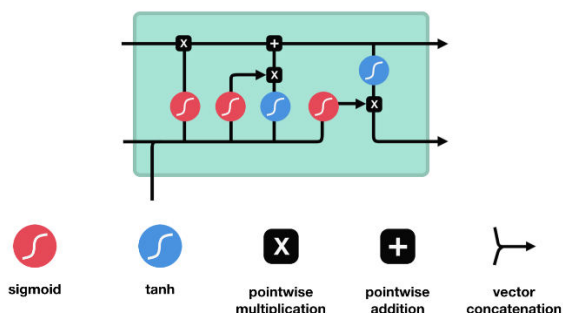 X
+
X
X
X
+
sigmoid
tanh
pointwise
multiplication
pointwise
addition
vector
concatenation